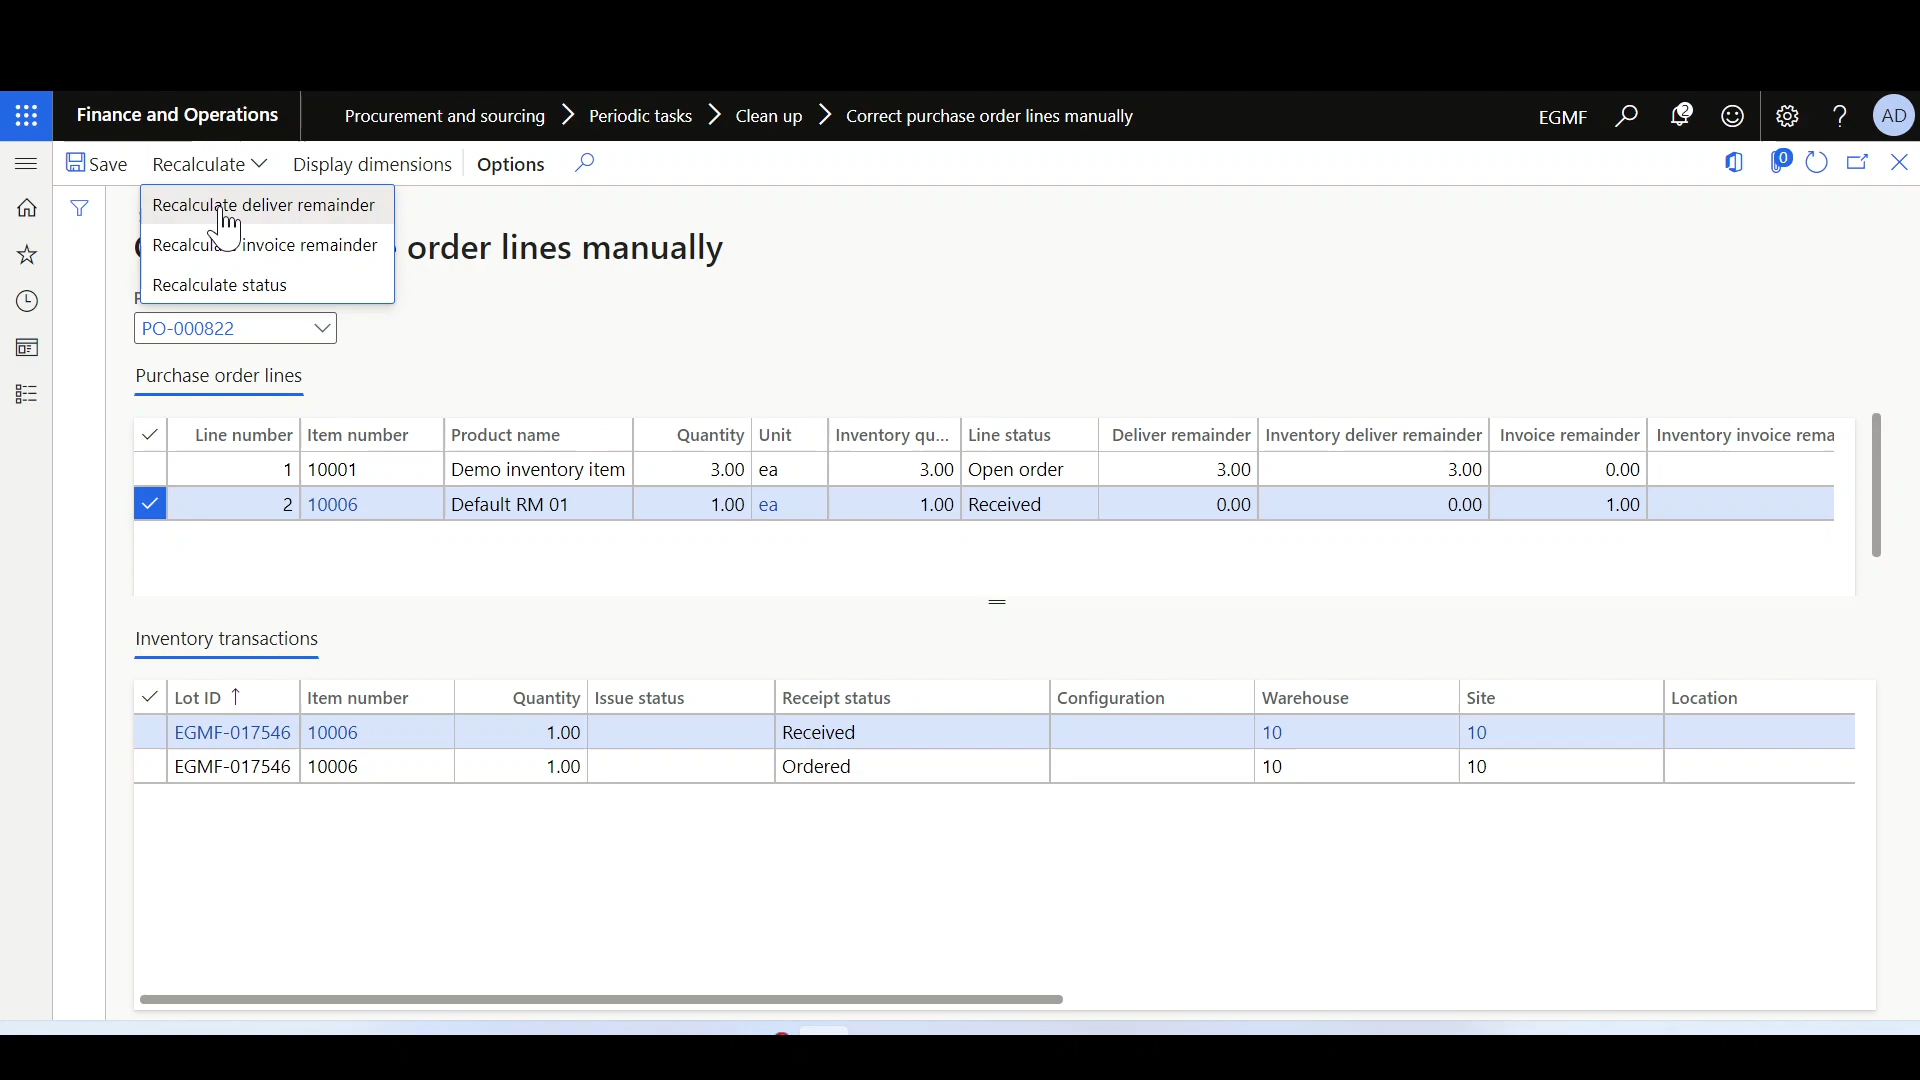 Finance and Operations
Procurement and sourcing > Periodic tasks > Clean up > Correct purchase order lines manually
EGMF 2 ? AD
Save Recalculate Display dimensions Options 0
Recalculate deliver remainder
Recalculate invoice remainder
order lines manually
Recalculate status
PO-000822
Purchase order lines
Line number Item number Product name Quantity Unit Inventory qu... Line status Deliver remainder Inventory deliver remainder Invoice remainder Inventory invoice rema
1 10001 Demo inventory item 3.00 ea 3.00 Open order 3.00 3.00 0.00
2 10006 Default RM 01 1.00 ea 1.00 Received 0.00 0.00 1.00
Inventory transactions
Lot ID ↑ Item number Quantity Issue status Receipt status Configuration Warehouse Site Location
EGMF-017546 10006 1.00 Received 10 10
EGMF-017546 10006 1.00 Ordered 10 10